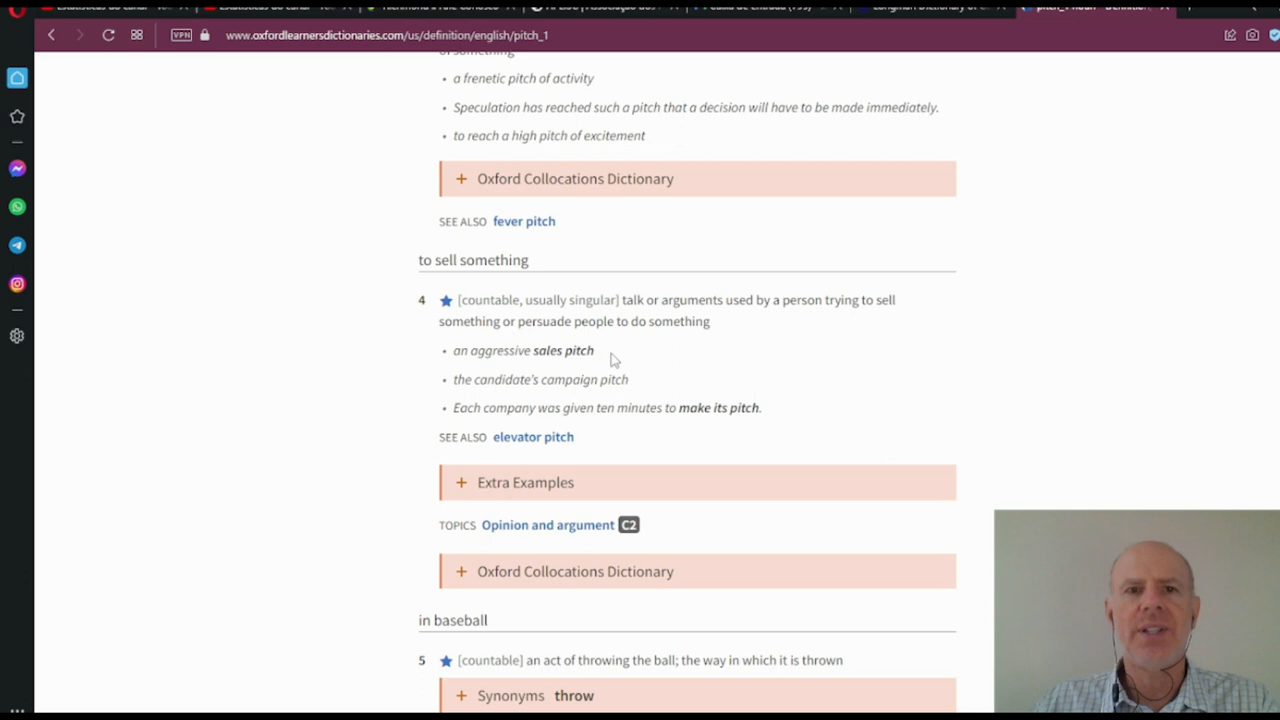 VPN www.oxfordlearnersdictionaries.com/us/definition/english/pitch_1
of something
• a frenetic pitch of activity
• Speculation has reached such a pitch that a decision will have to be made immediately.
• to reach a high pitch of excitement
+ Oxford Collocations Dictionary
SEE ALSO fever pitch
to sell something
4 ★ [countable, usually singular] talk or arguments used by a person trying to sell
something or persuade people to do something
• an aggressive sales pitch
• the candidate's campaign pitch
• Each company was given ten minutes to make its pitch.
SEE ALSO elevator pitch
+ Extra Examples
TOPICS Opinion and argument C2
+ Oxford Collocations Dictionary
in baseball
5 ★ [countable] an act of throwing the ball; the way in which it is thrown
+ Synonyms throw